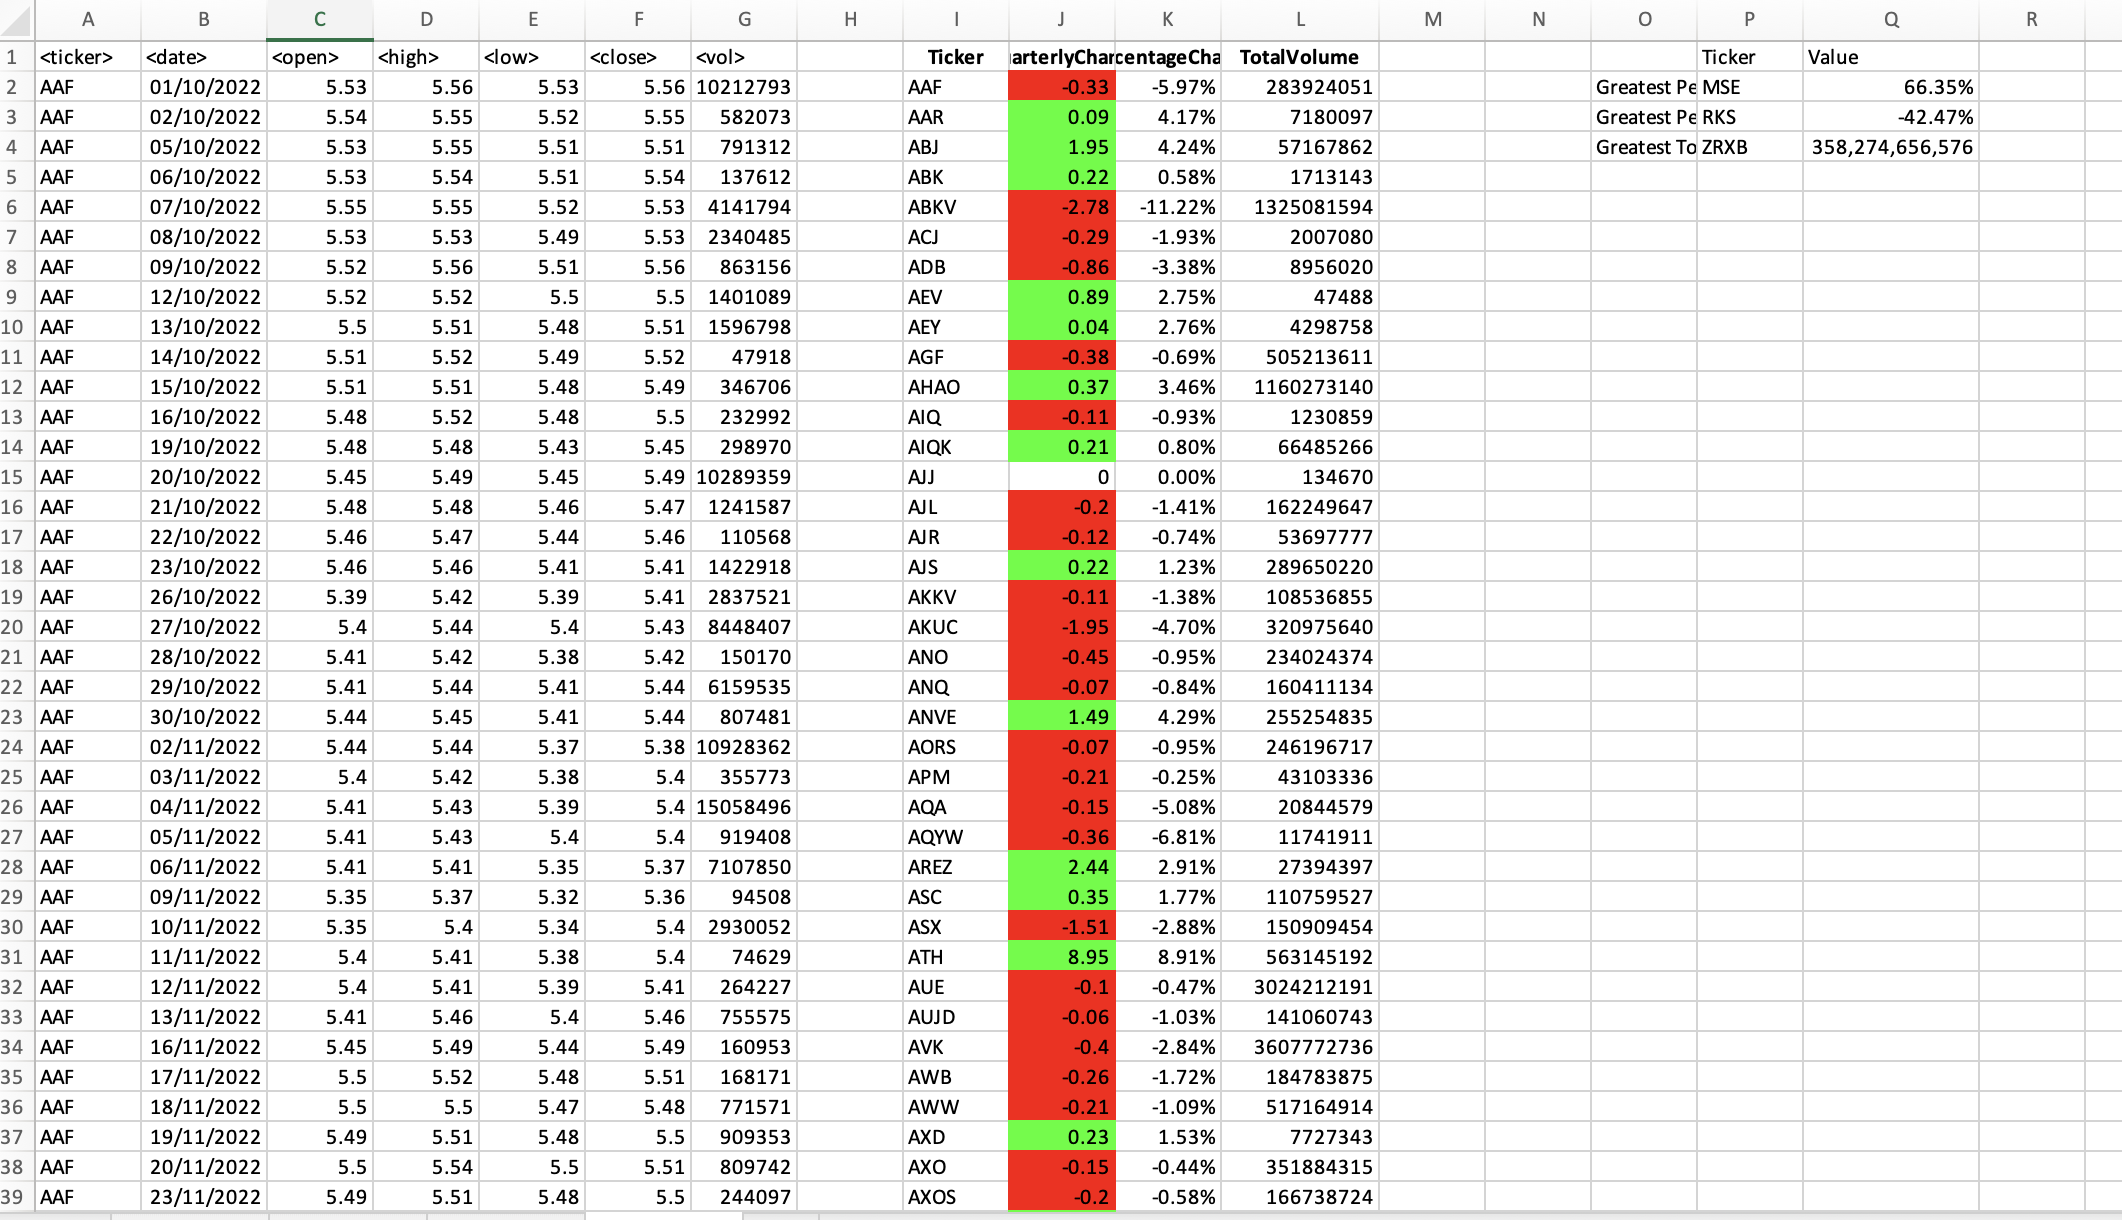 A B C D E F G H I J K L M N O P Q R
1 <ticker> <date> <open> <high> <low> <close> <vol> Ticker arterlyChar centageCha TotalVolume Ticker Value
2 AAF 01/10/2022 5.53 5.56 5.53 5.56 10212793 AAF -0.33 -5.97% 283924051 Greatest Pe MSE 66.35%
3 AAF 02/10/2022 5.54 5.55 5.52 5.55 582073 AAR 0.09 4.17% 7180097 Greatest Pe RKS -42.47%
4 AAF 05/10/2022 5.53 5.55 5.51 5.51 791312 ABJ 1.95 4.24% 57167862 Greatest To ZRXB 358,274,656,576
5 AAF 06/10/2022 5.53 5.54 5.51 5.54 137612 ABK 0.22 0.58% 1713143
6 AAF 07/10/2022 5.55 5.55 5.52 5.53 4141794 ABKV -2.78 -11.22% 1325081594
7 AAF 08/10/2022 5.53 5.53 5.49 5.53 2340485 ACJ -0.29 -1.93% 2007080
8 AAF 09/10/2022 5.52 5.56 5.51 5.56 863156 ADB -0.86 -3.38% 8956020
9 AAF 12/10/2022 5.52 5.52 5.5 5.5 1401089 AEV 0.89 2.75% 47488
10 AAF 13/10/2022 5.5 5.51 5.48 5.51 1596798 AEY 0.04 2.76% 4298758
11 AAF 14/10/2022 5.51 5.52 5.49 5.52 47918 AGF -0.38 -0.69% 505213611
12 AAF 15/10/2022 5.51 5.51 5.48 5.49 346706 AHAO 0.37 3.46% 1160273140
13 AAF 16/10/2022 5.48 5.52 5.48 5.5 232992 AIQ -0.11 -0.93% 1230859
14 AAF 19/10/2022 5.48 5.48 5.43 5.45 298970 AIQK 0.21 0.80% 66485266
15 AAF 20/10/2022 5.45 5.49 5.45 5.49 10289359 AJJ 0 0.00% 134670
16 AAF 21/10/2022 5.48 5.48 5.46 5.47 1241587 AJL -0.2 -1.41% 162249647
17 AAF 22/10/2022 5.46 5.47 5.44 5.46 110568 AJR -0.12 -0.74% 53697777
18 AAF 23/10/2022 5.46 5.46 5.41 5.41 1422918 AJS 0.22 1.23% 289650220
19 AAF 26/10/2022 5.39 5.42 5.39 5.41 2837521 AKKV -0.11 -1.38% 108536855
20 AAF 27/10/2022 5.4 5.44 5.4 5.43 8448407 AKUC -1.95 -4.70% 320975640
21 AAF 28/10/2022 5.41 5.42 5.38 5.42 150170 ANO -0.45 -0.95% 234024374
22 AAF 29/10/2022 5.41 5.44 5.41 5.44 6159535 ANQ -0.07 -0.84% 160411134
23 AAF 30/10/2022 5.44 5.45 5.41 5.44 807481 ANVE 1.49 4.29% 255254835
24 AAF 02/11/2022 5.44 5.44 5.37 5.38 10928362 AORS -0.07 -0.95% 246196717
25 AAF 03/11/2022 5.4 5.42 5.38 5.4 355773 APM -0.21 -0.25% 43103336
26 AAF 04/11/2022 5.41 5.43 5.39 5.4 15058496 AQA -0.15 -5.08% 20844579
27 AAF 05/11/2022 5.41 5.43 5.4 5.4 919408 AQYW -0.36 -6.81% 11741911
28 AAF 06/11/2022 5.41 5.41 5.35 5.37 7107850 AREZ 2.44 2.91% 27394397
29 AAF 09/11/2022 5.35 5.37 5.32 5.36 94508 ASC 0.35 1.77% 110759527
30 AAF 10/11/2022 5.35 5.4 5.34 5.4 2930052 ASX -1.51 -2.88% 150909454
31 AAF 11/11/2022 5.4 5.41 5.38 5.4 74629 ATH 8.95 8.91% 563145192
32 AAF 12/11/2022 5.4 5.41 5.39 5.41 264227 AUE -0.1 -0.47% 3024212191
33 AAF 13/11/2022 5.41 5.46 5.4 5.46 755575 AUJD -0.06 -1.03% 141060743
34 AAF 16/11/2022 5.45 5.49 5.44 5.49 160953 AVK -0.4 -2.84% 3607772736
35 AAF 17/11/2022 5.5 5.52 5.48 5.51 168171 AWB -0.26 -1.72% 184783875
36 AAF 18/11/2022 5.5 5.5 5.47 5.48 771571 AWW -0.21 -1.09% 517164914
37 AAF 19/11/2022 5.49 5.51 5.48 5.5 909353 AXD 0.23 1.53% 7727343
38 AAF 20/11/2022 5.5 5.54 5.5 5.51 809742 AXO -0.15 -0.44% 351884315
39 AAF 23/11/2022 5.49 5.51 5.48 5.5 244097 AXOS -0.2 -0.58% 166738724